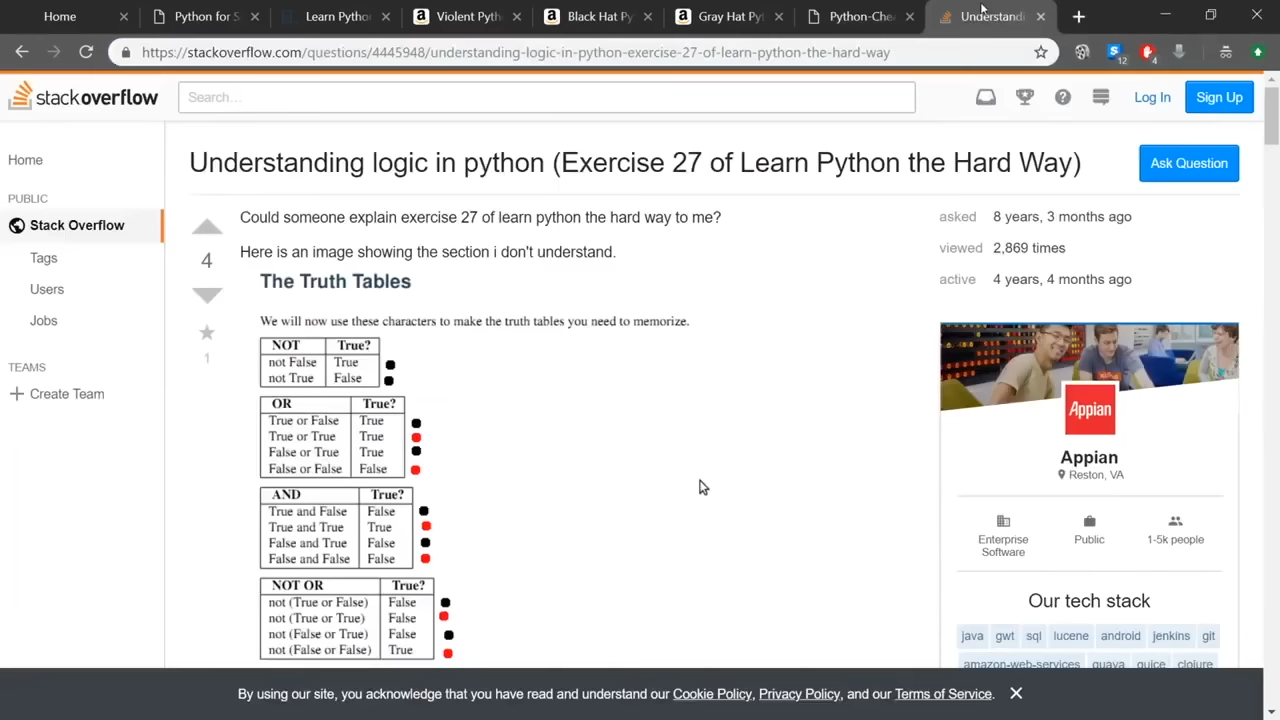 Home
Python for S
Learn Pytho
Violent Pyth
Black Hat Py
Gray Hat Py
Python-Che
Understandi
https://stackoverflow.com/questions/4445948/understanding-logic-in-python-exercise-27-of-learn-python-the-hard-way
12
4
stackoverflow
Search...
Log In
Sign Up
Home
PUBLIC
Stack Overflow
Tags
Users
Jobs
TEAMS
Create Team
Understanding logic in python (Exercise 27 of Learn Python the Hard Way)
Ask Question
4
1
Could someone explain exercise 27 of learn python the hard way to me?
Here is an image showing the section i don't understand.
The Truth Tables
We will now use these characters to make the truth tables you need to memorize.
NOT True?
not False True
not True False
OR True?
True or False True
True or True True
False or True True
False or False False
AND True?
True and False False
True and True True
False and True False
False and False False
NOT OR True?
not (True or False) False
not (True or True) False
not (False or True) False
not (False or False) True
asked 8 years, 3 months ago
viewed 2,869 times
active 4 years, 4 months ago
Appian
Appian
Reston, VA
Enterprise Software
Public
1-5k people
Our tech stack
java gwt sql lucene android jenkins git
amazon-web-services guava guice clojure
By using our site, you acknowledge that you have read and understand our Cookie Policy, Privacy Policy, and our Terms of Service.